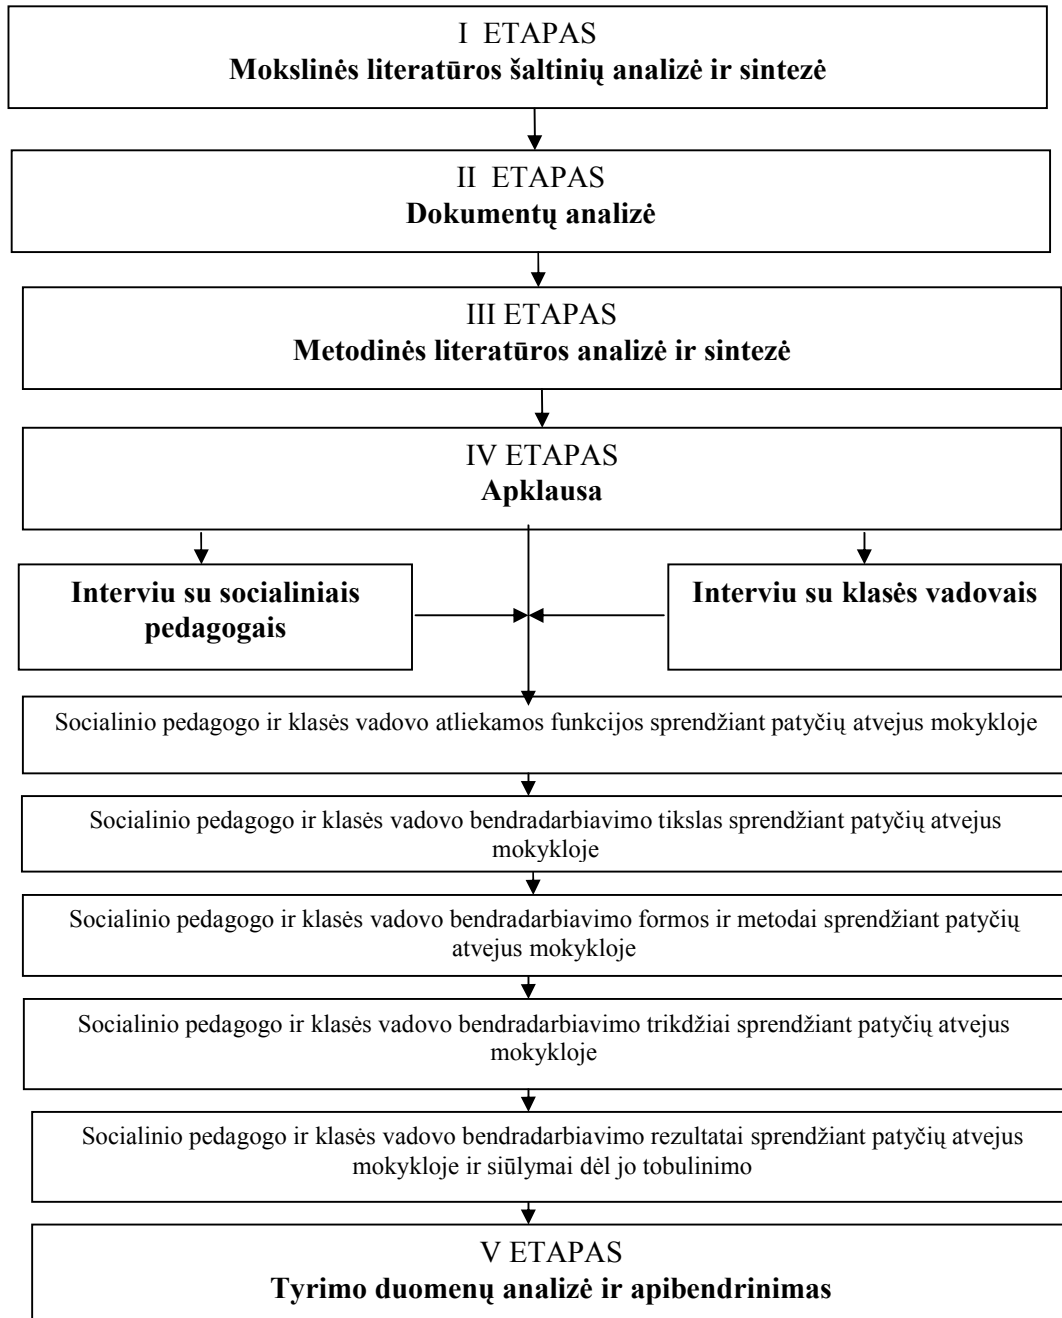 I ETAPAS
Mokslinės literatūros šaltinių analizė ir sintezė
II ETAPAS
Dokumentų analizė
III ETAPAS
Metodinės literatūros analizė ir sintezė
IV ETAPAS
Apklausa
Interviu su socialiniais
pedagogais
Interviu su klasės vadovais
Socialinio pedagogo ir klasės vadovo atliekamos funkcijos sprendžiant patyčių atvejus mokykloje
Socialinio pedagogo ir klasės vadovo bendradarbiavimo tikslas sprendžiant patyčių atvejus
mokykloje
Socialinio pedagogo ir klasės vadovo bendradarbiavimo formos ir metodai sprendžiant patyčių
atvejus mokykloje
Socialinio pedagogo ir klasės vadovo bendradarbiavimo trikdžiai sprendžiant patyčių atvejus
mokykloje
Socialinio pedagogo ir klasės vadovo bendradarbiavimo rezultatai sprendžiant patyčių atvejus
mokykloje ir siūlymai dėl jo tobulinimo
V ETAPAS
Tyrimo duomenų analizė ir apibendrinimas